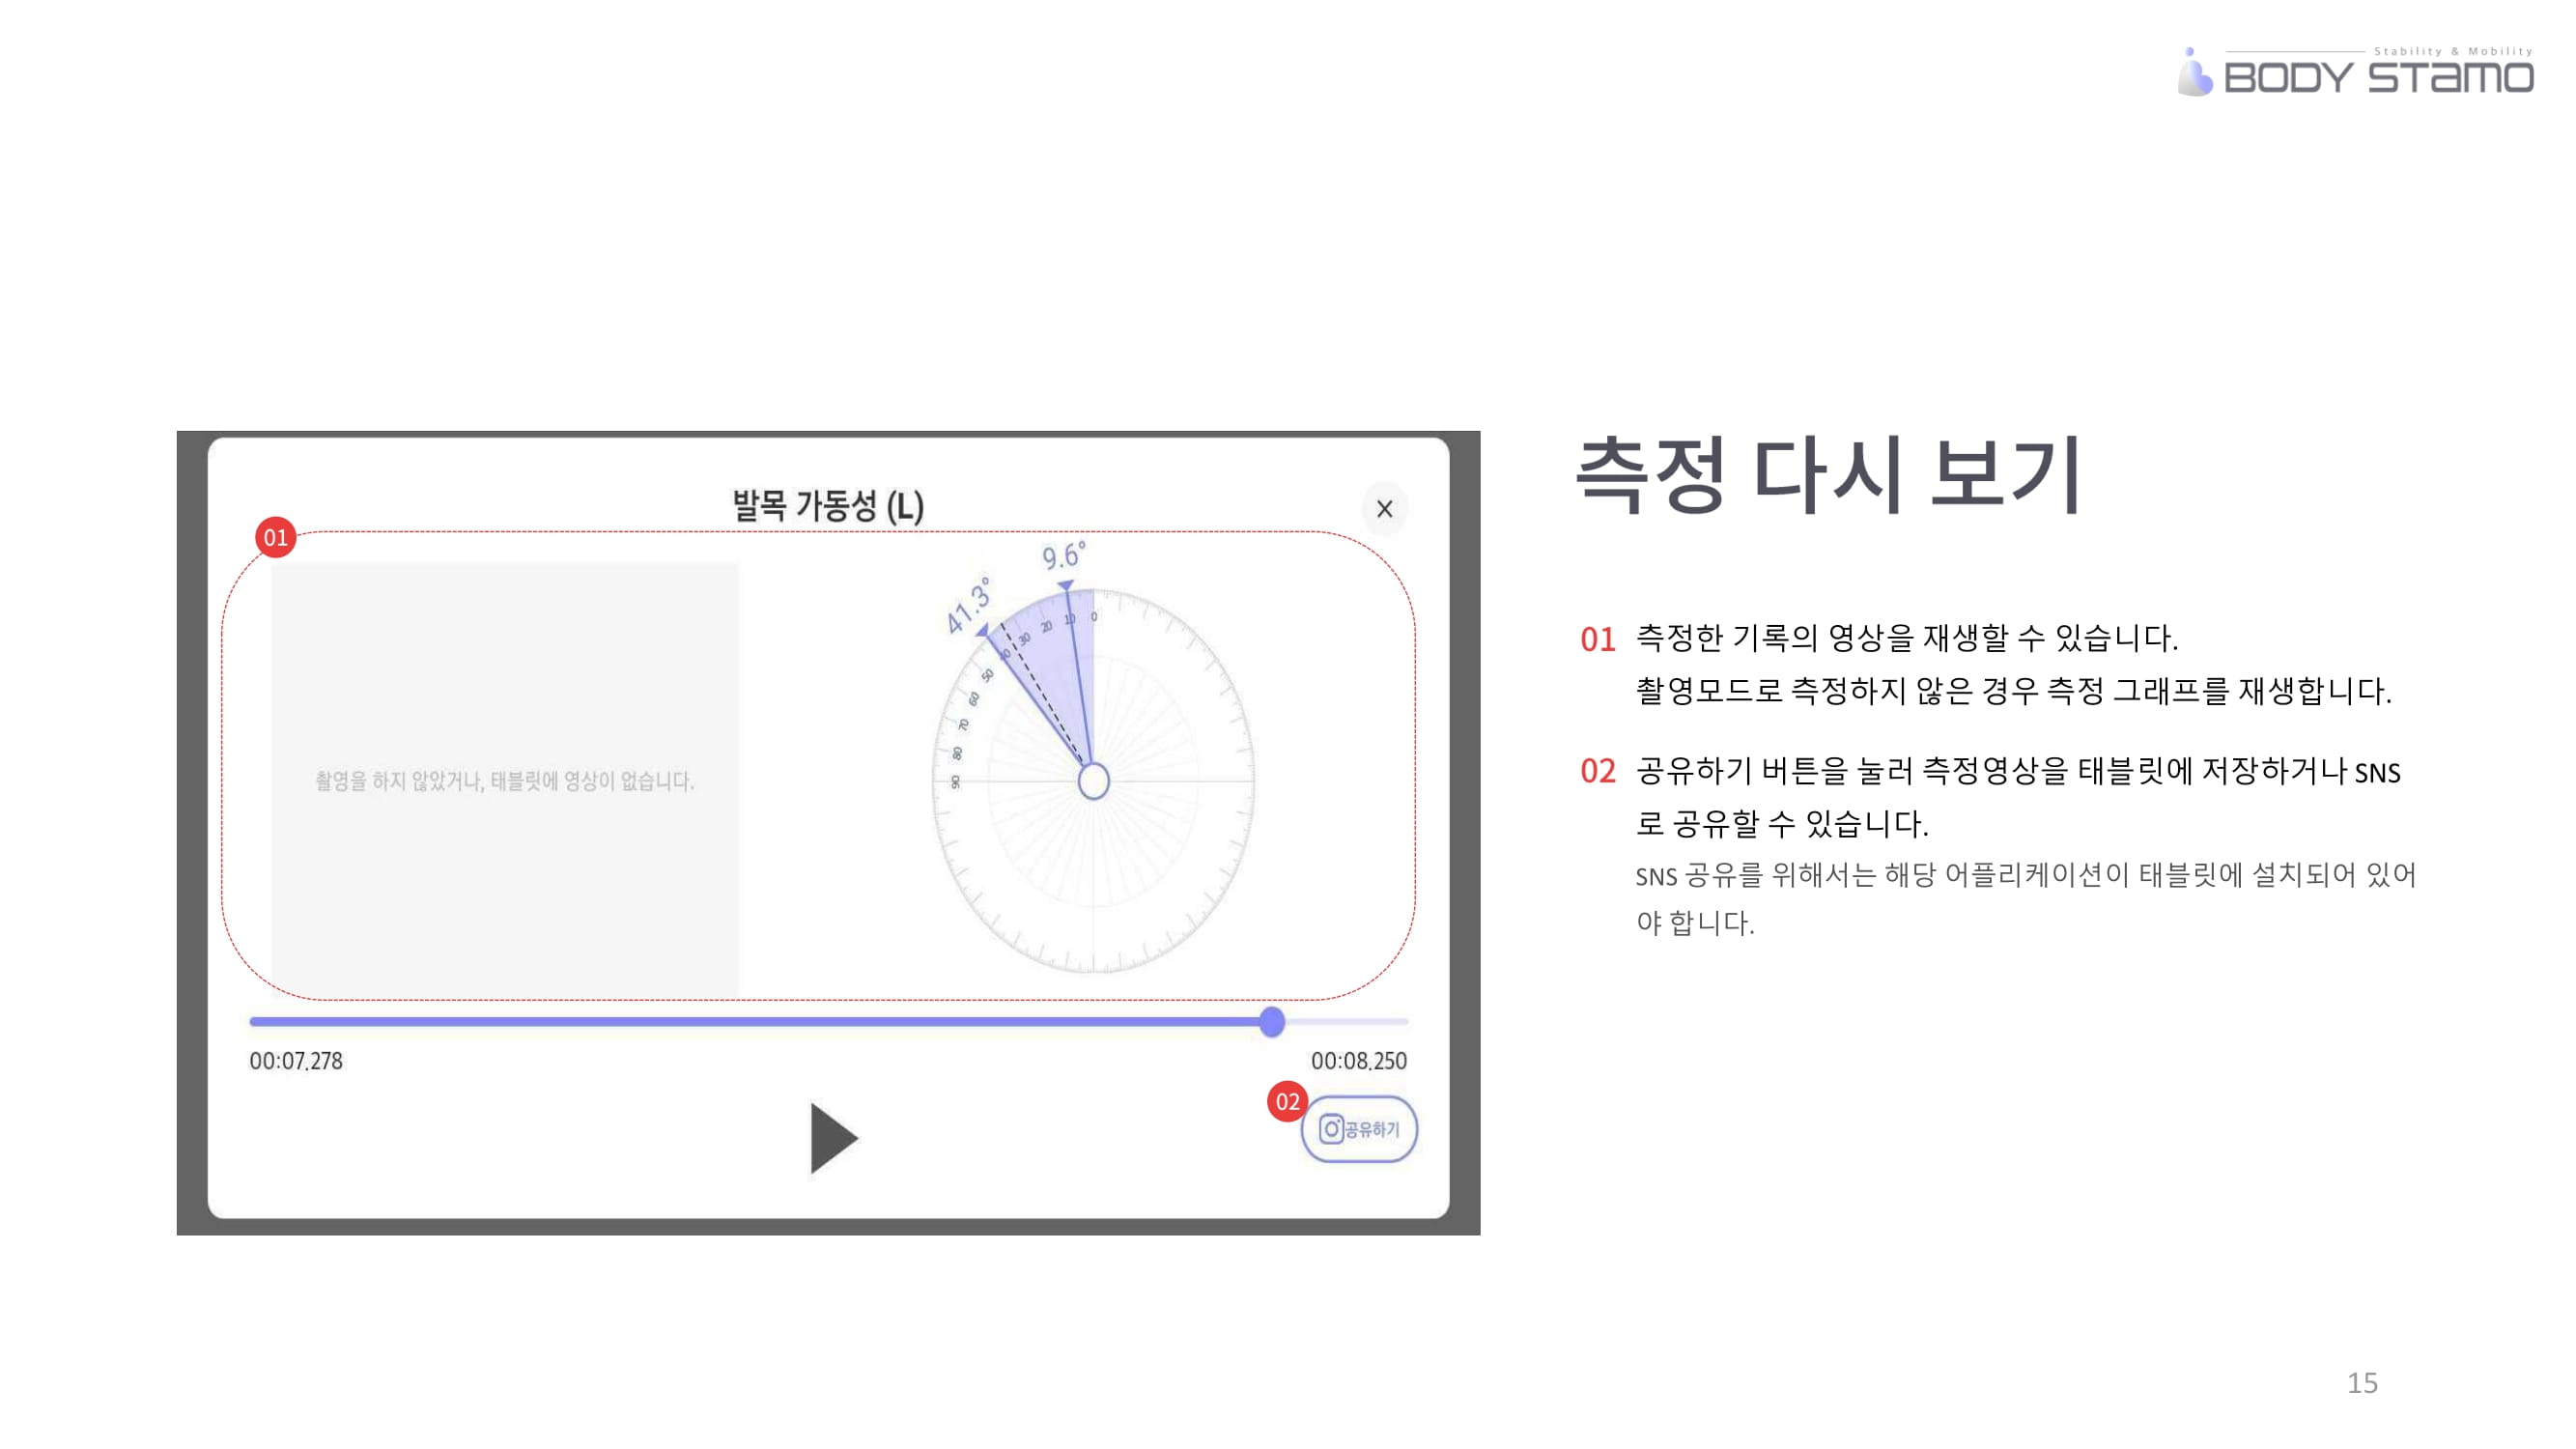 Stability & Mobility
BODY STamo
측정 다시 보기
발목 가동성 (L)
X
01
9.6°
41.3°
0
10
20
30
40
50
60
70
80
90
촬영을 하지 않았거나, 태블릿에 영상이 없습니다.
00:07.278
00:08.250
02
공유하기
01 측정한 기록의 영상을 재생할 수 있습니다.
촬영모드로 측정하지 않은 경우 측정 그래프를 재생합니다.
02 공유하기 버튼을 눌러 측정영상을 태블릿에 저장하거나 SNS
로 공유할 수 있습니다.
SNS 공유를 위해서는 해당 어플리케이션이 태블릿에 설치되어 있어
야 합니다.
15